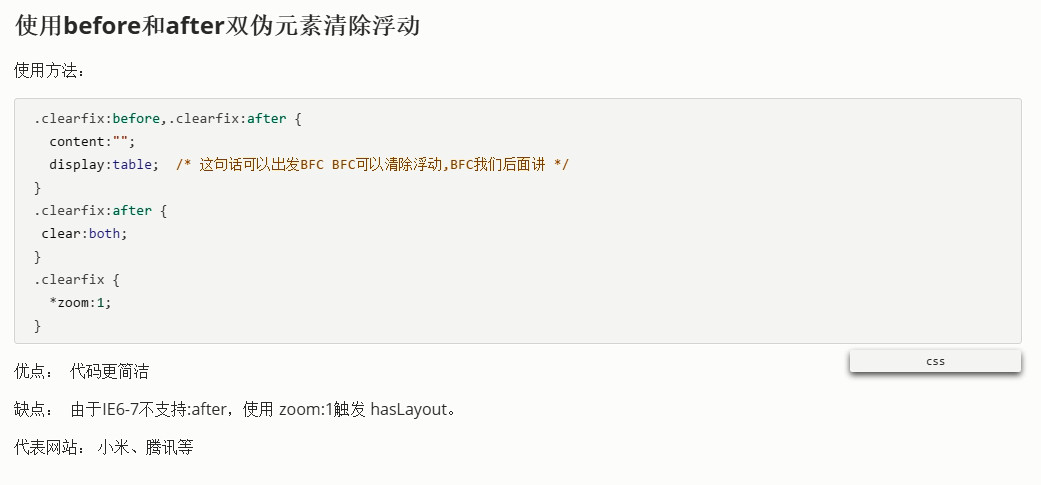 使用before和after双伪元素清除浮动
使用方法：
.clearfix:before,.clearfix:after {
  content:"";
  display:table;  /* 这句话可以出发BFC BFC可以清除浮动,BFC我们后面讲 */
}
.clearfix:after {
 clear:both;
}
.clearfix {
  *zoom:1;
}
css
优点： 代码更简洁
缺点： 由于IE6-7不支持:after，使用 zoom:1触发 hasLayout。
代表网站： 小米、腾讯等